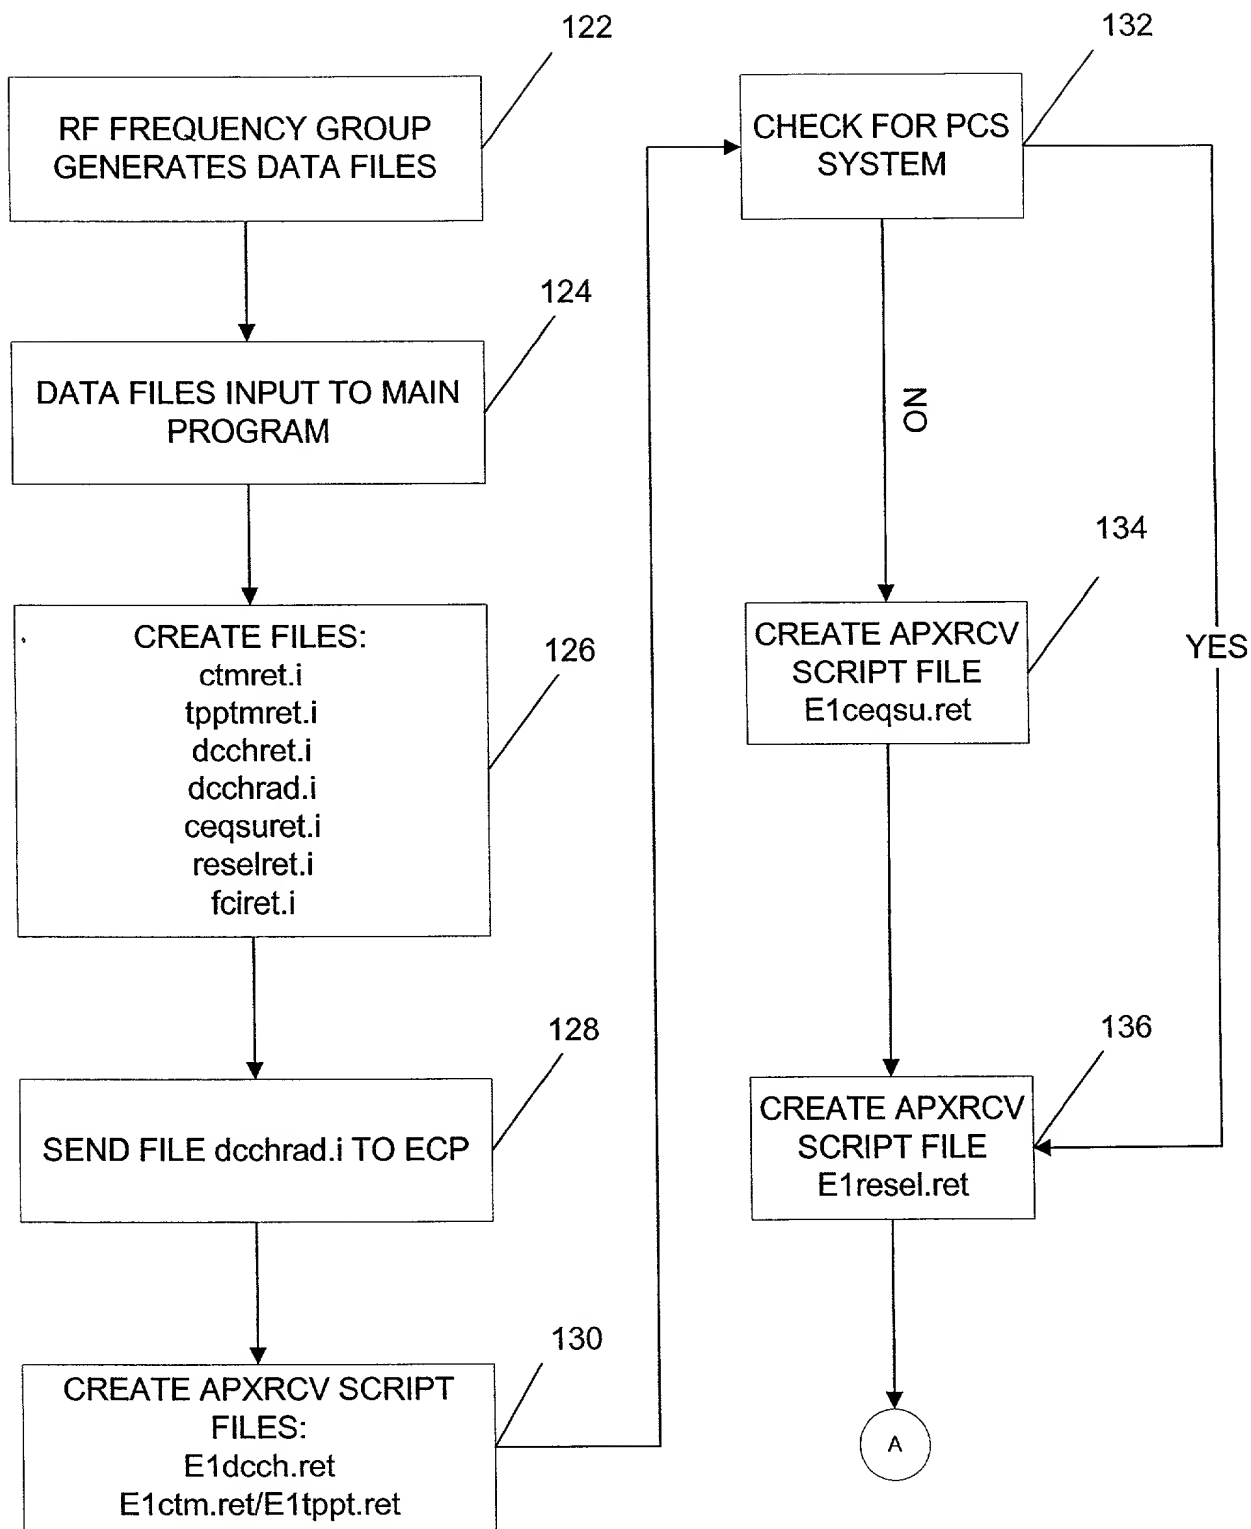 122
RF FREQUENCY GROUP
GENERATES DATA FILES
124
DATA FILES INPUT TO MAIN
PROGRAM
126
CREATE FILES:
ctmret.i
tpptmret.i
dcchret.i
dcchrad.i
ceqsuret.i
reselret.i
fciret.i
128
SEND FILE dcchrad.i TO ECP
130
CREATE APXRCV SCRIPT
FILES:
E1dcch.ret
E1ctm.ret/E1tppt.ret
132
CHECK FOR PCS
SYSTEM
NO
YES
134
CREATE APXRCV
SCRIPT FILE
E1ceqsu.ret
136
CREATE APXRCV
SCRIPT FILE
E1resel.ret
A